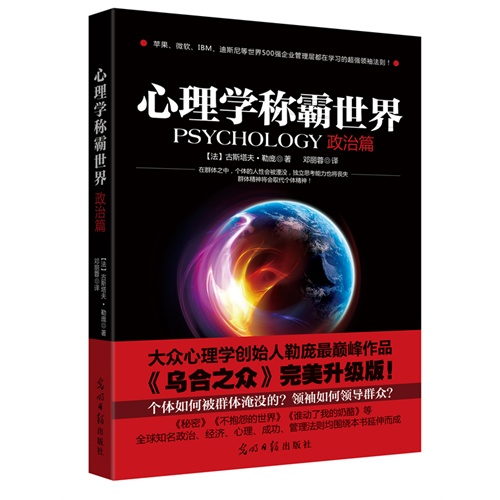 苹果、微软、IBM、迪斯尼等世界500强企业管理层都在学习的超强领袖法则！
心理学称霸世界
PSYCHOLOGY 政治篇
【法】古斯塔夫·勒庞◎著 邓丽蓉◎译
在群体之中，个体的人性会被湮没，独立思考能力也将丧失
群体精神将会取代个体精神！
大众心理学创始人勒庞最巅峰作品
《乌合之众》完美升级版！
个体如何被群体淹没的？领袖如何领导群众？
《秘密》《不抱怨的世界》《谁动了我的奶酪》等
全球知名政治、经济、心理、成功、管理法则均围绕本书延伸而成
光明日报出版社
心理学称霸世界
政治篇
【法】古斯塔夫·勒庞◎著
邓丽蓉◎译
光明日报出版社